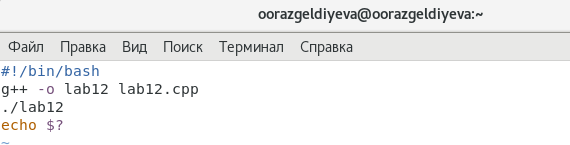 oorazgeldiyeva@oorazgeldiyeva:~
Файл Правка Вид Поиск Терминал Справка
#!/bin/bash
g++ -o lab12 lab12.cpp
./lab12
echo $?
~